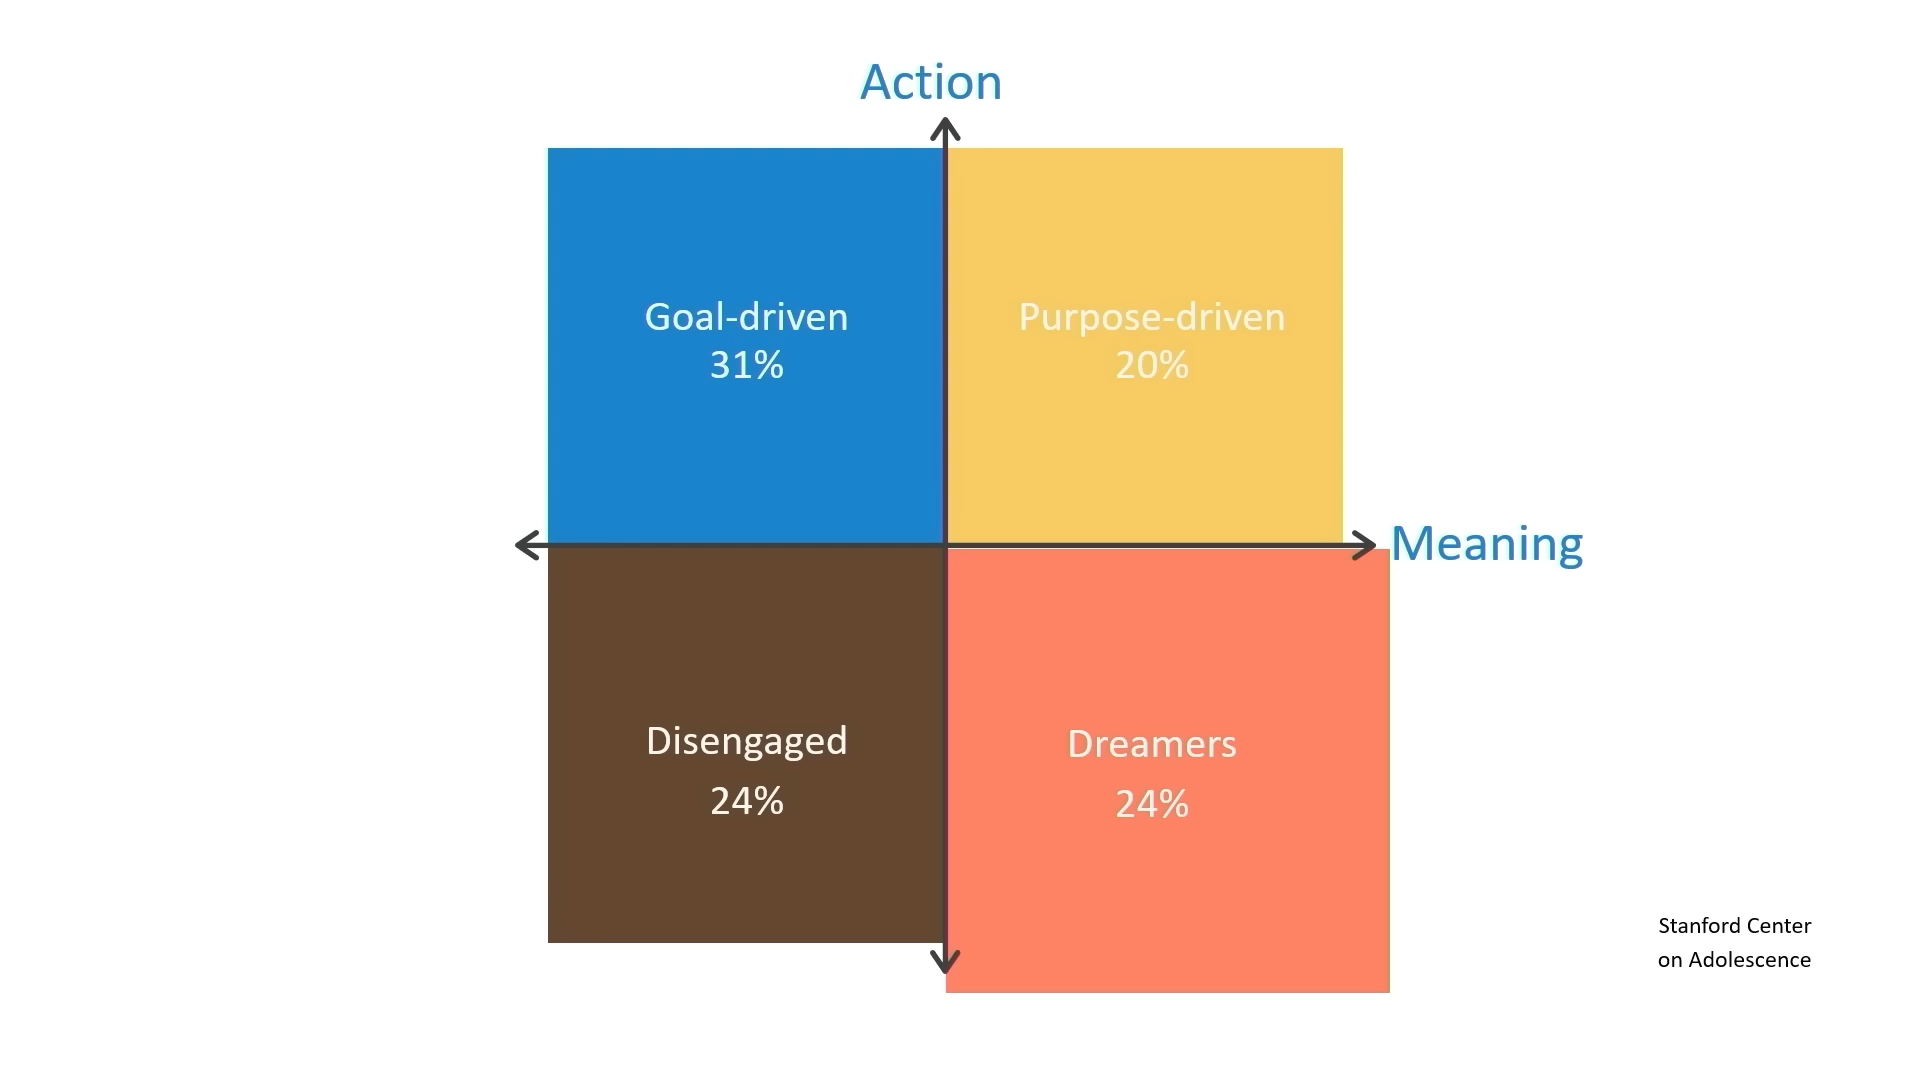 Action
Goal-driven
31%
Purpose-driven
20%
Meaning
Disengaged
24%
Dreamers
24%
Stanford Center
on Adolescence